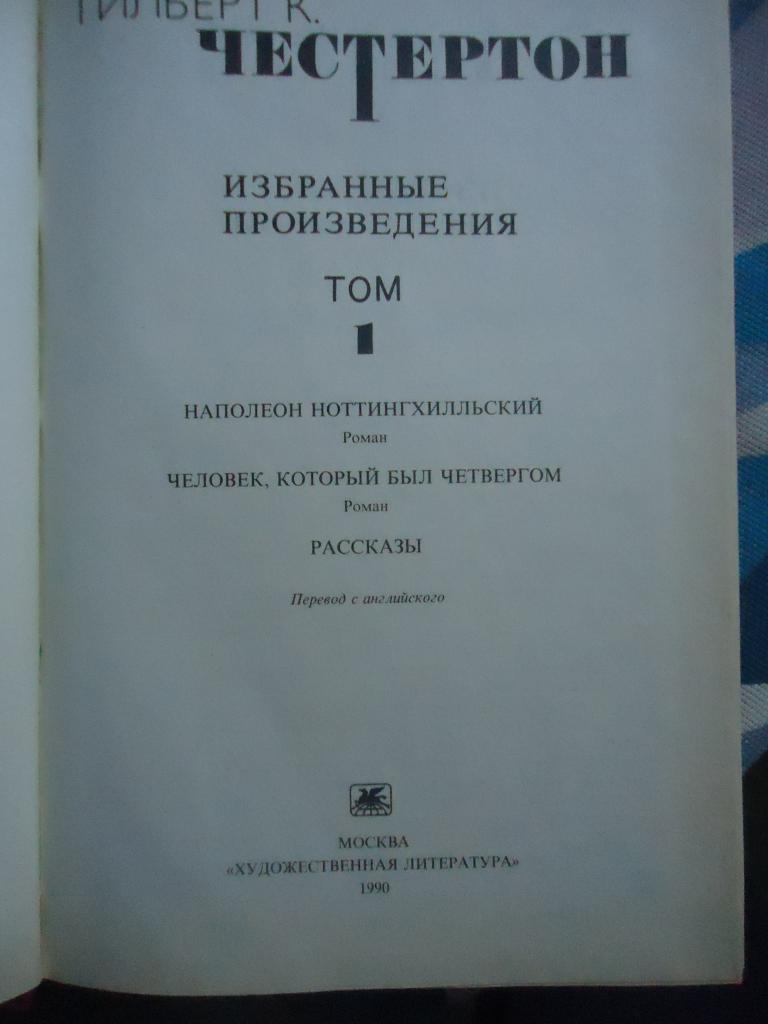 ГИЛБЕРТ К.
ЧЕСТЕРТОН
ИЗБРАННЫЕ
ПРОИЗВЕДЕНИЯ
ТОМ
1
НАПОЛЕОН НОТТИНГХИЛЛЬСКИЙ
Роман
ЧЕЛОВЕК, КОТОРЫЙ БЫЛ ЧЕТВЕРГОМ
Роман
РАССКАЗЫ
Перевод с английского
МОСКВА
«ХУДОЖЕСТВЕННАЯ ЛИТЕРАТУРА»
1990